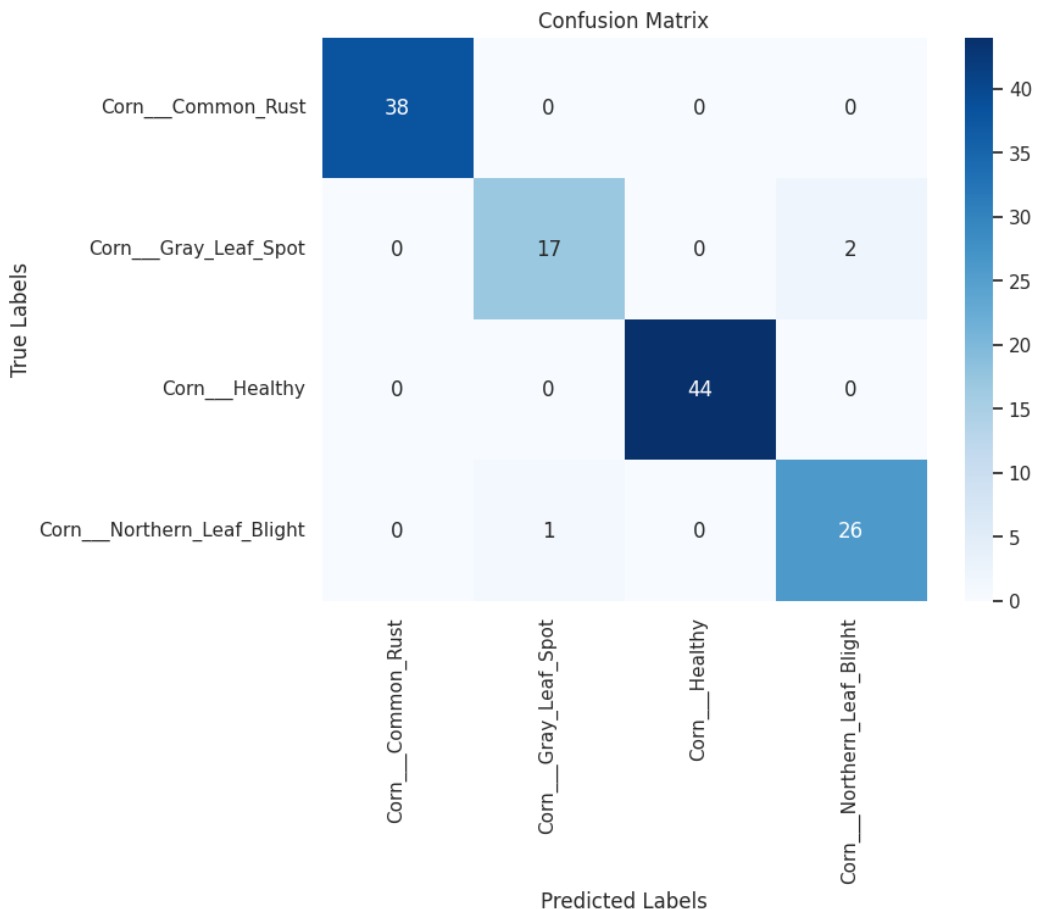 Confusion Matrix
Corn___Common_Rust 38 0 0 0
Corn___Gray_Leaf_Spot 0 17 0 2
Corn___Healthy 0 0 44 0
Corn___Northern_Leaf_Blight 0 1 0 26
True Labels
Corn___Common_Rust
Corn___Gray_Leaf_Spot
Corn___Healthy
Corn___Northern_Leaf_Blight
Predicted Labels
40
35
30
25
20
15
10
5
0